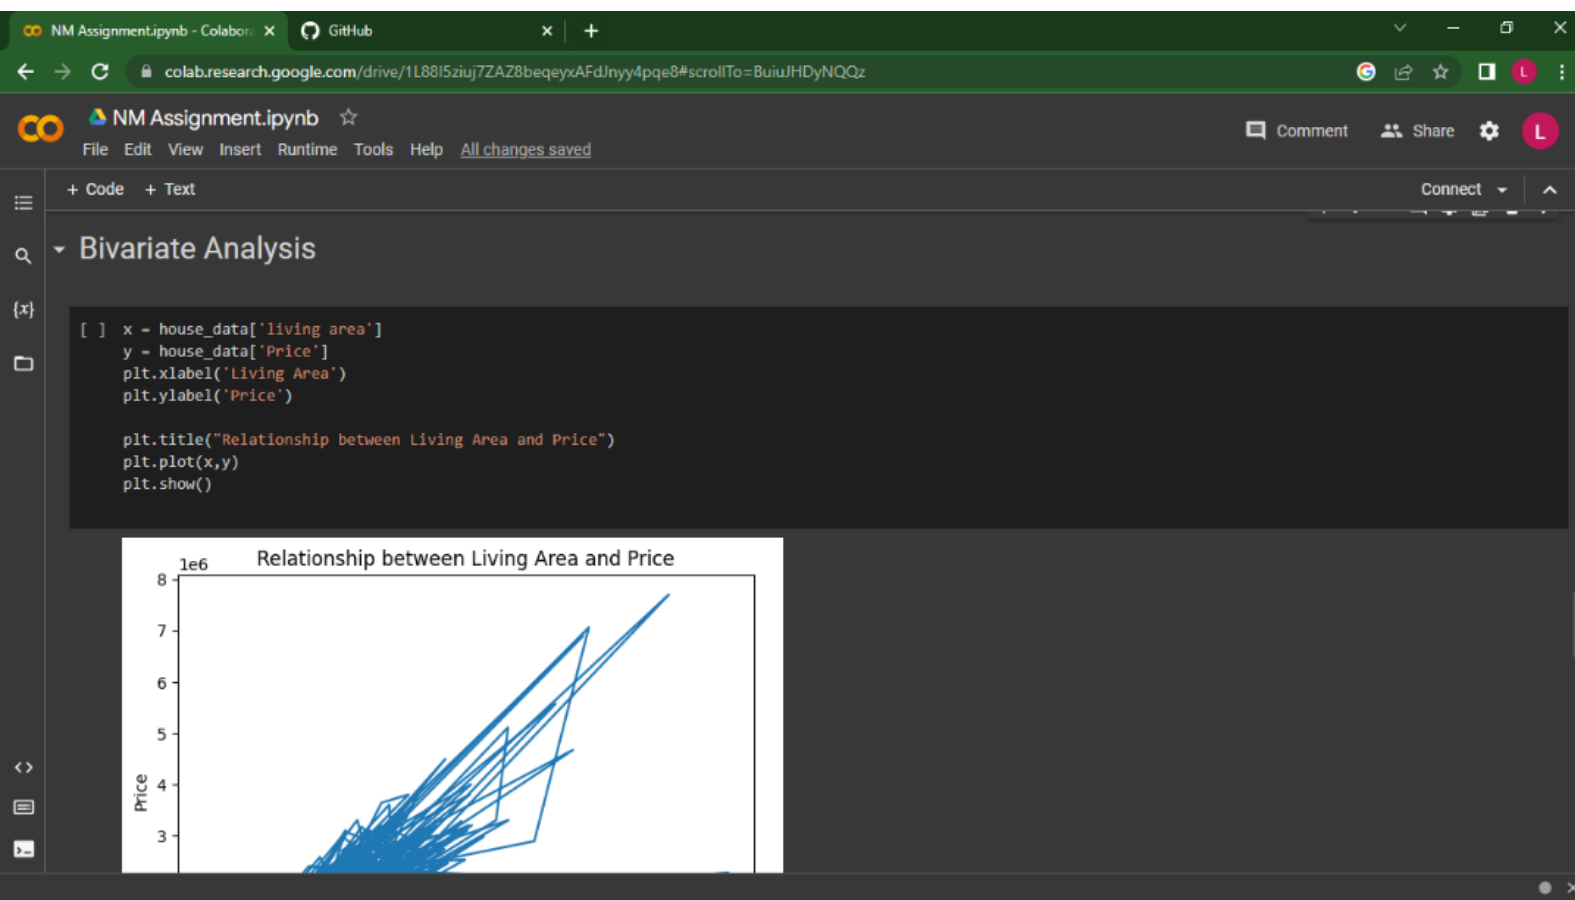 NM Assignment.ipynb - Colabora
GitHub
colab.research.google.com/drive/1L88I5ziuj7ZAZ8beqeyxAFdJnyy4pqe8#scrollTo=BuiuJHDyNQQz
L
NM Assignment.ipynb
Comment
Share
L
File Edit View Insert Runtime Tools Help All changes saved
+ Code + Text
Connect
Bivariate Analysis
{x}
[ ] x = house_data['living area']
y = house_data['Price']
plt.xlabel('Living Area')
plt.ylabel('Price')
plt.title("Relationship between Living Area and Price")
plt.plot(x,y)
plt.show()
Relationship between Living Area and Price
1e6
8
7
6
5
4
3
Price